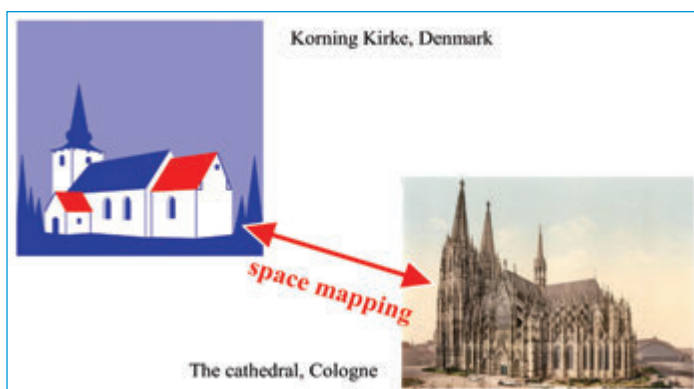 Korning Kirke, Denmark
space mapping
The cathedral, Cologne